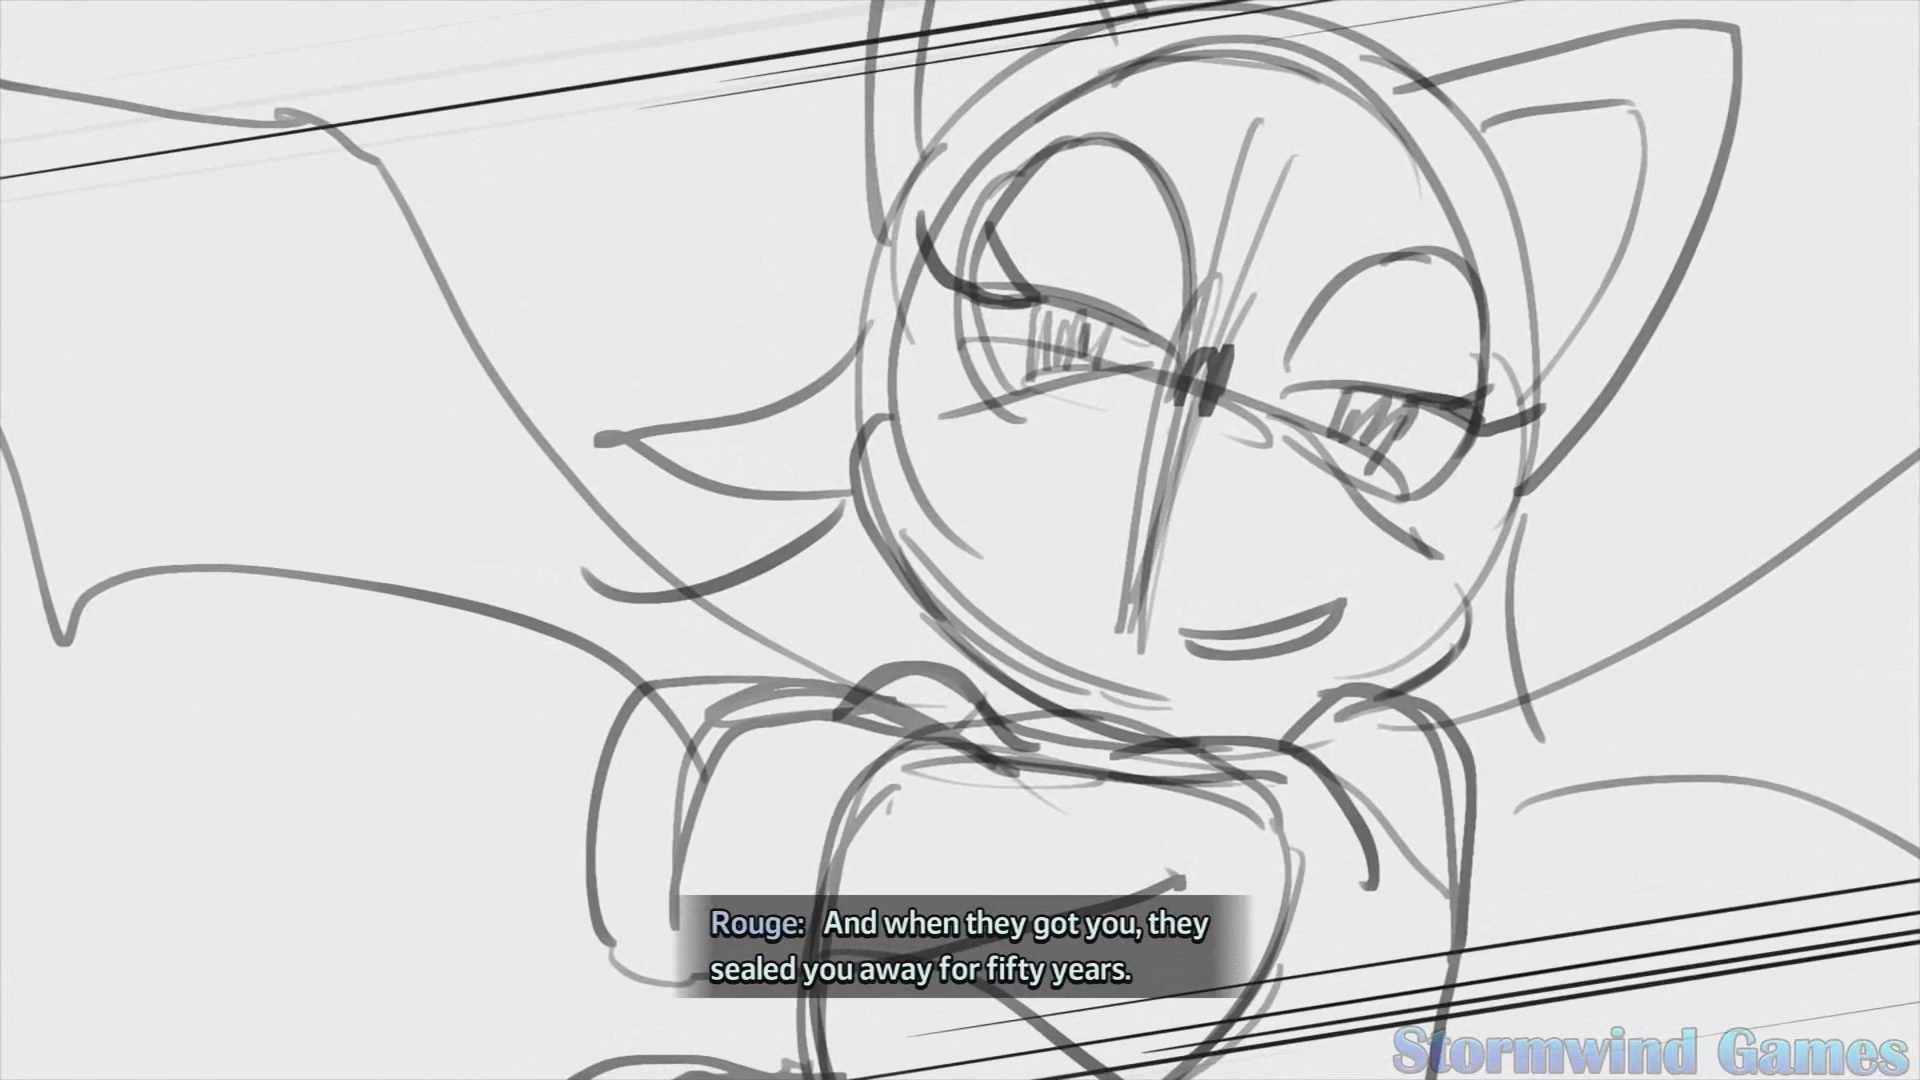 Rouge: And when they got you, they
sealed you away for fifty years.
Stormwind Games